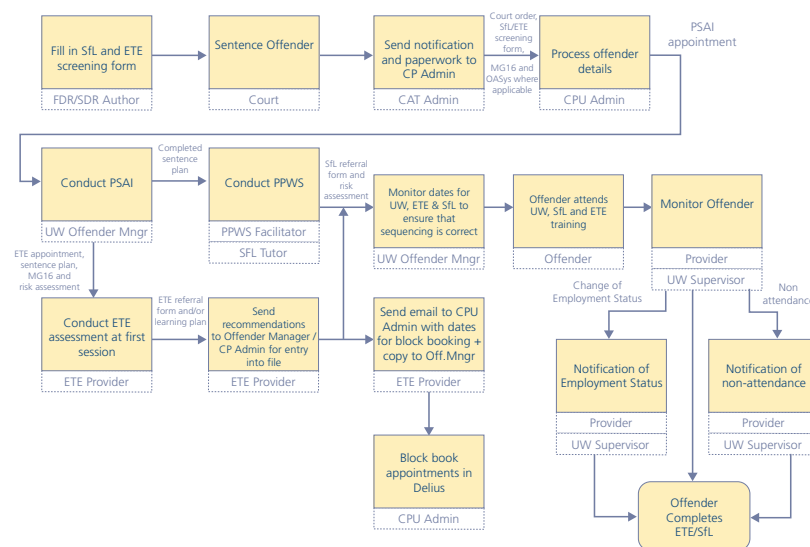 Fill in SfL and ETE
screening form
FDR/SDR Author
Sentence Offender
Court
Send notification
and paperwork to
CP Admin
CAT Admin
Court order,
SfL/ETE
screening
form,
MG16 and
OASys where
applicable
Process offender
details
CPU Admin
PSAI
appointment
Conduct PSAI
UW Offender Mngr
Completed
sentence
plan
Conduct PPWS
PPWS Facilitator
SFL Tutor
SfL referral
form and
risk
assessment
Monitor dates for
UW, ETE & SfL to
ensure that
sequencing is correct
UW Offender Mngr
Offender attends
UW, SfL and ETE
training
Offender
Monitor Offender
Provider
UW Supervisor
ETE appointment,
sentence plan,
MG16 and
risk assessment
Conduct ETE
assessment at first
session
ETE Provider
ETE referral
form and/or
learning plan
Send
recommendations
to Offender Manager /
CP Admin for entry
into file
ETE Provider
Send email to CPU
Admin with dates
for block booking +
copy to Off.Mngr
ETE Provider
Change of
Employment Status
Non
attendance
Notification of
Employment Status
Provider
UW Supervisor
Notification of
non-attendance
Provider
UW Supervisor
Block book
appointments in
Delius
CPU Admin
Offender
Completes
ETE/SfL